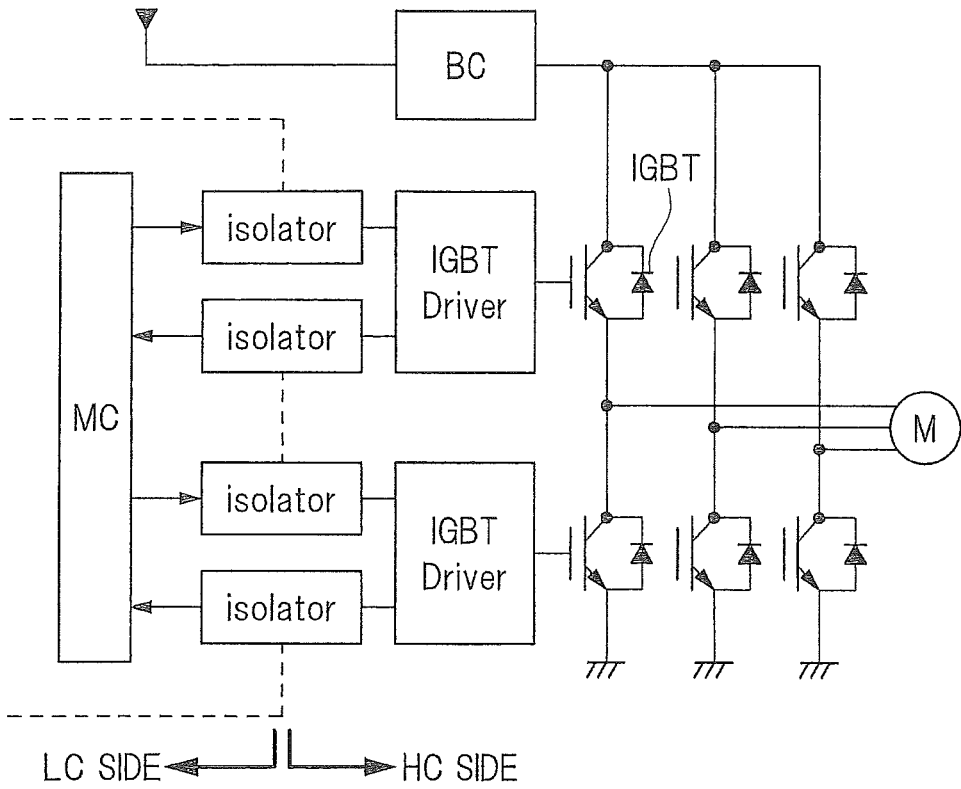 BC
IGBT
isolator
IGBT
Driver
isolator
MC
M
isolator
IGBT
Driver
isolator
LC SIDE
HC SIDE